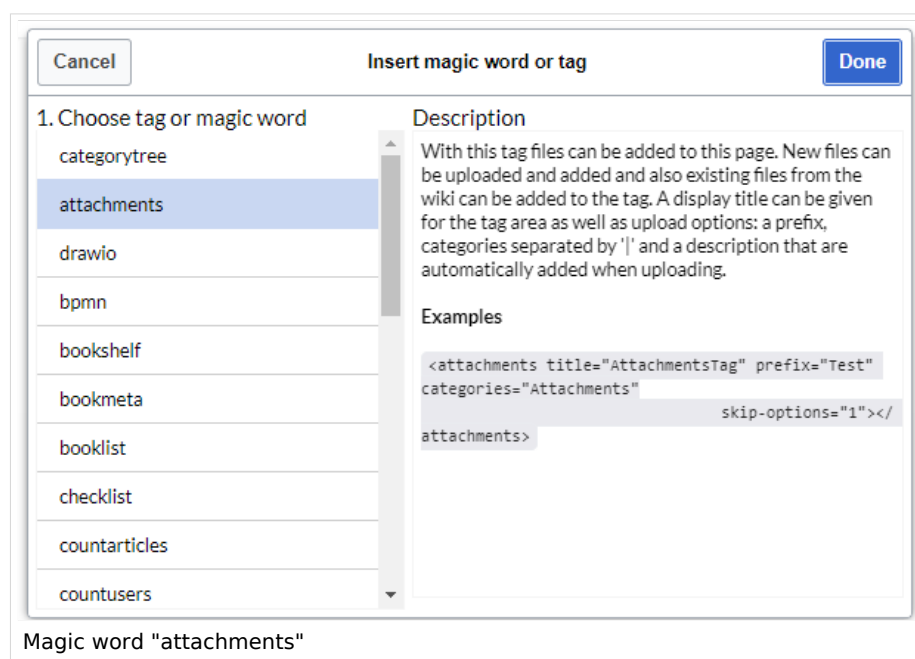 Cancel
Insert magic word or tag
Done
1. Choose tag or magic word
categorytree
attachments
drawio
bpmn
bookshelf
bookmeta
booklist
checklist
countarticles
countusers
Description
With this tag files can be added to this page. New files can
be uploaded and added and also existing files from the
wiki can be added to the tag. A display title can be given
for the tag area as well as upload options: a prefix,
categories separated by '|' and a description that are
automatically added when uploading.
Examples
<attachments title="AttachmentsTag" prefix="Test"
categories="Attachments"
skip-options="1"></
attachments>
Magic word "attachments"